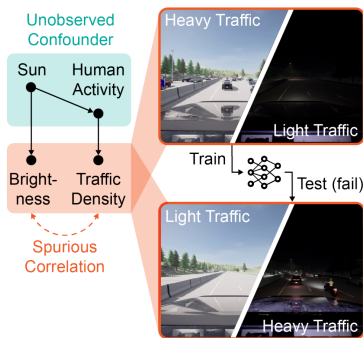 Unobserved
Confounder
Sun
Human
Activity
Bright-
ness
Traffic
Density
Spurious
Correlation
Heavy Traffic
Light Traffic
Train
Test (fail)
Light Traffic
Heavy Traffic